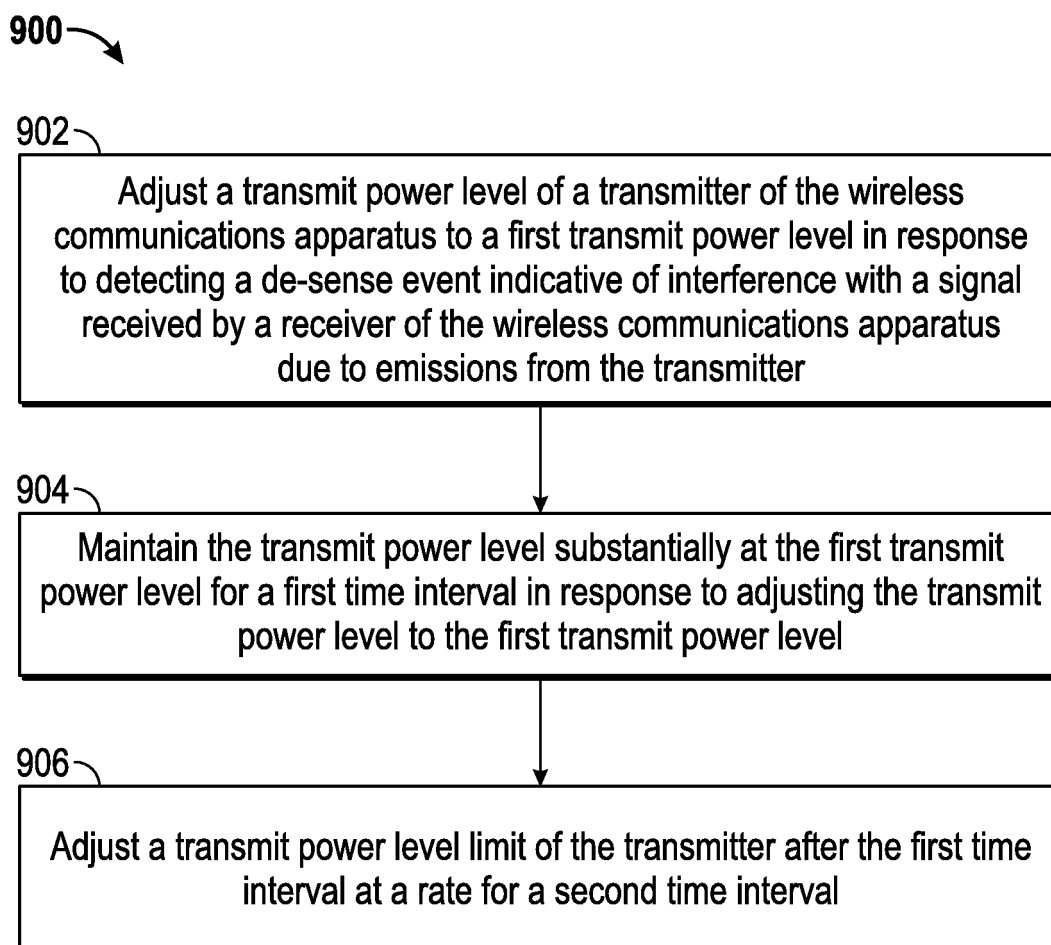 900
902
Adjust a transmit power level of a transmitter of the wireless
communications apparatus to a first transmit power level in response
to detecting a de-sense event indicative of interference with a signal
received by a receiver of the wireless communications apparatus
due to emissions from the transmitter
904
Maintain the transmit power level substantially at the first transmit
power level for a first time interval in response to adjusting the transmit
power level to the first transmit power level
906
Adjust a transmit power level limit of the transmitter after the first time
interval at a rate for a second time interval